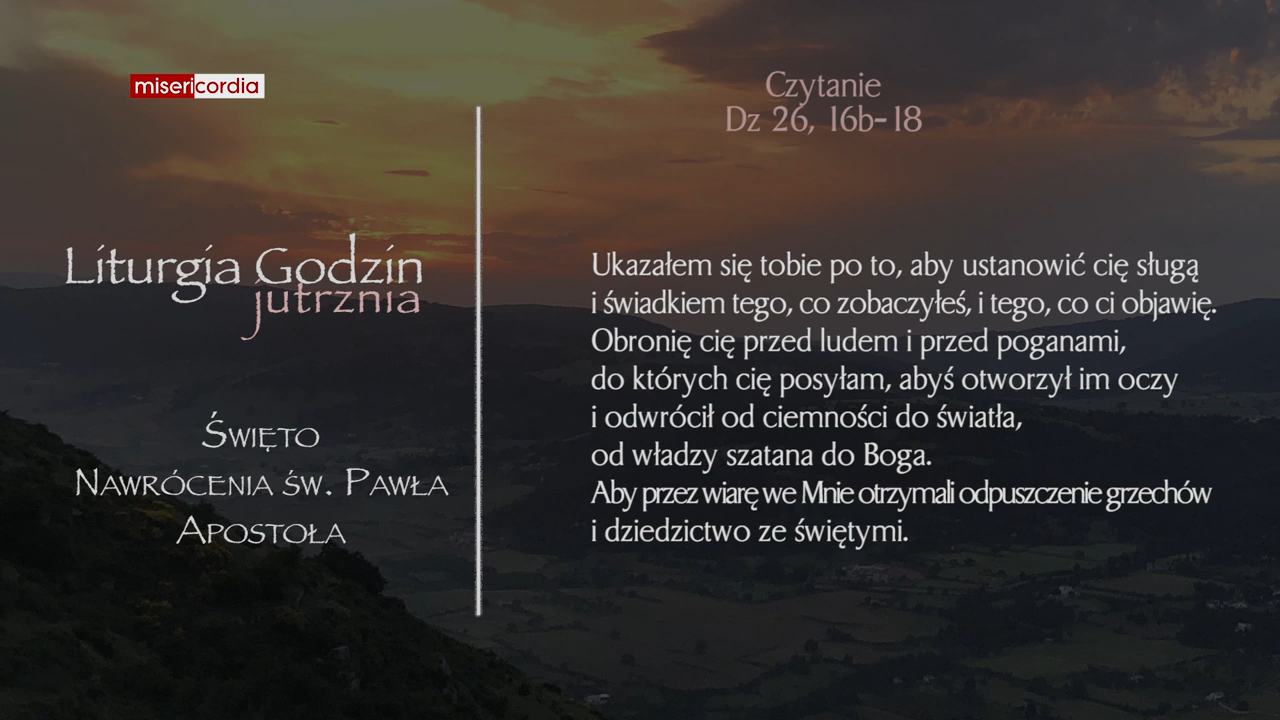 misericordia
Liturgia Godzin
jutrznia
Święto
Nawrócenia św. Pawła
Apostoła
Czytanie
Dz 26, 16b-18
Ukazałem się tobie po to, aby ustanowić cię sługą
i świadkiem tego, co zobaczyłeś, i tego, co ci objawię.
Obronię cię przed ludem i przed poganami,
do których cię posyłam, abyś otworzył im oczy
i odwrócił od ciemności do światła,
od władzy szatana do Boga.
Aby przez wiarę we Mnie otrzymali odpuszczenie grzechów
i dziedzictwo ze świętymi.